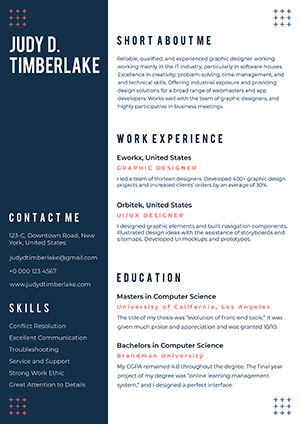 JUDY D.
TIMBERLAKE
CONTACT ME
123-C, Downtown Road, New
York, United States.
judydtimberlake@gmail.com
+0 000 123 4567
www.judydtimberlake.com
SKILLS
Conflict Resolution
Excellent Communication
Troubleshooting
Service and Support
Strong Work Ethic
Great Attention to Details
SHORT ABOUT ME
Reliable, qualified, and experienced graphic designer working
working mainly in the IT industry, particularly in software houses.
Excellence in creativity, problem-solving, time-management, and
and technical skills. Offering industrial exposure and providing
design solutions for a broad range of webmasters and app
developers. Works well with the team of graphic designers, and
highly participative in business meetings.
WORK EXPERIENCE
Eworkx, United States
GRAPHIC DESIGNER
I led a team of thirteen designers. Developed 400+ graphic design
projects and increased clients' orders by an average of 30%.
Orbitek, United States
UI/UX DESIGNER
I designed graphic elements and built navigation components.
Illustrated design ideas with the assistance of storyboards and
sitemaps. Developed UI mockups and prototypes.
EDUCATION
Masters in Computer Science
University of California, Los Angeles
The title of my thesis was "evolution of front-end tools." It was
given much praise and appreciation and was granted 10/10.
Bachelors in Computer Science
Brandman University
My CGPA remained 4.0 throughout the degree. The final year
project of my degree was "online learning management
system," and I designed a perfect interface.